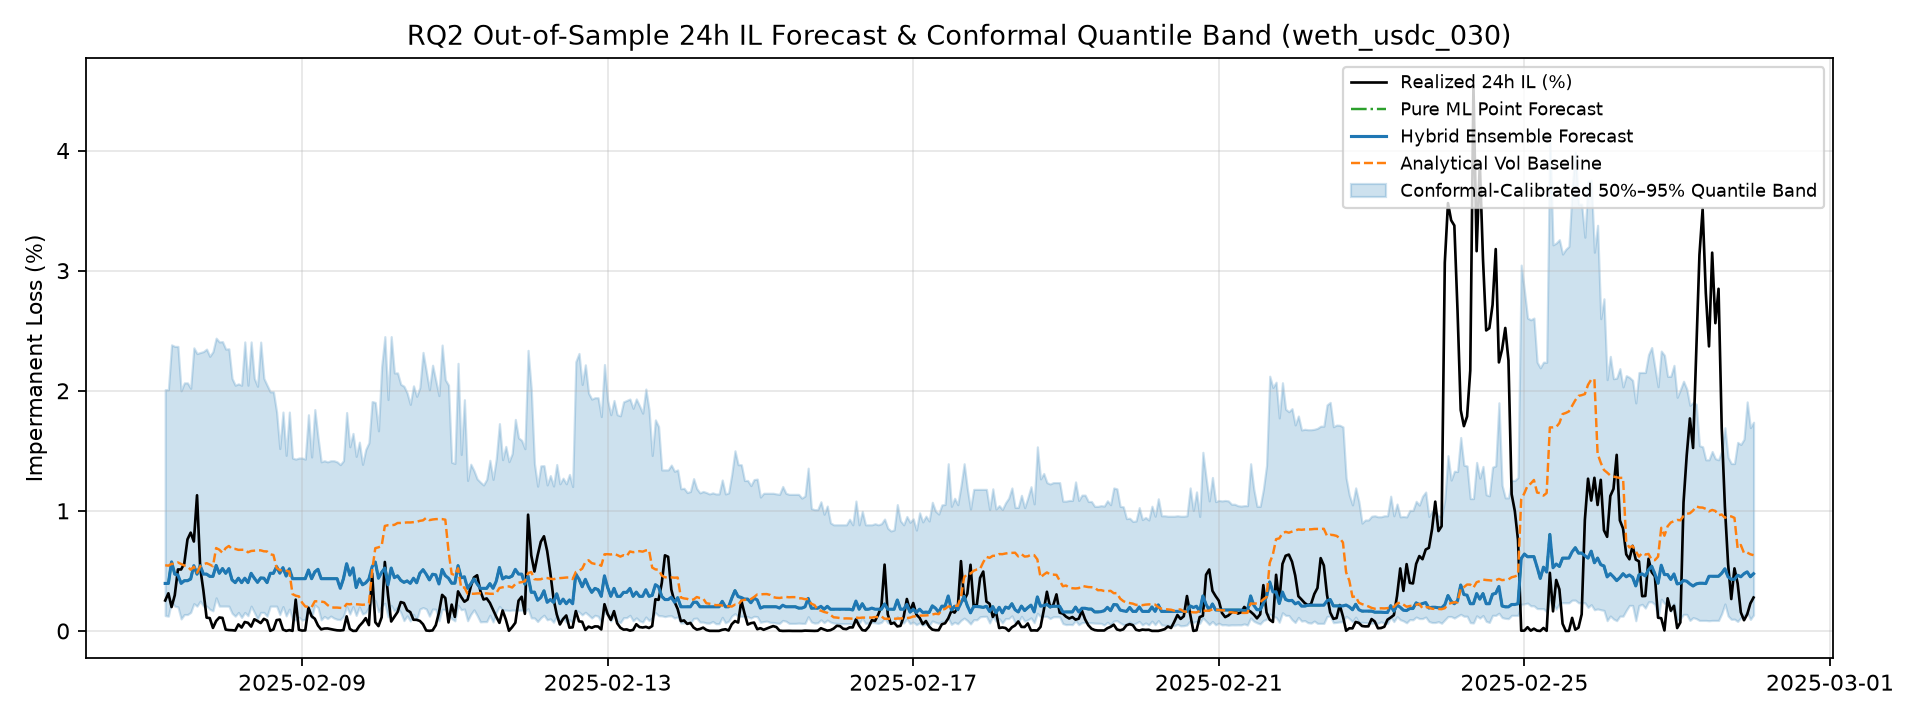 RQ2 Out-of-Sample 24h IL Forecast & Conformal Quantile Band (weth_usdc_030)
Realized 24h IL (%)
Pure ML Point Forecast
Hybrid Ensemble Forecast
Analytical Vol Baseline
Conformal-Calibrated 50%–95% Quantile Band
Impermanent Loss (%)
4
3
2
1
0
2025-02-09
2025-02-13
2025-02-17
2025-02-21
2025-02-25
2025-03-01